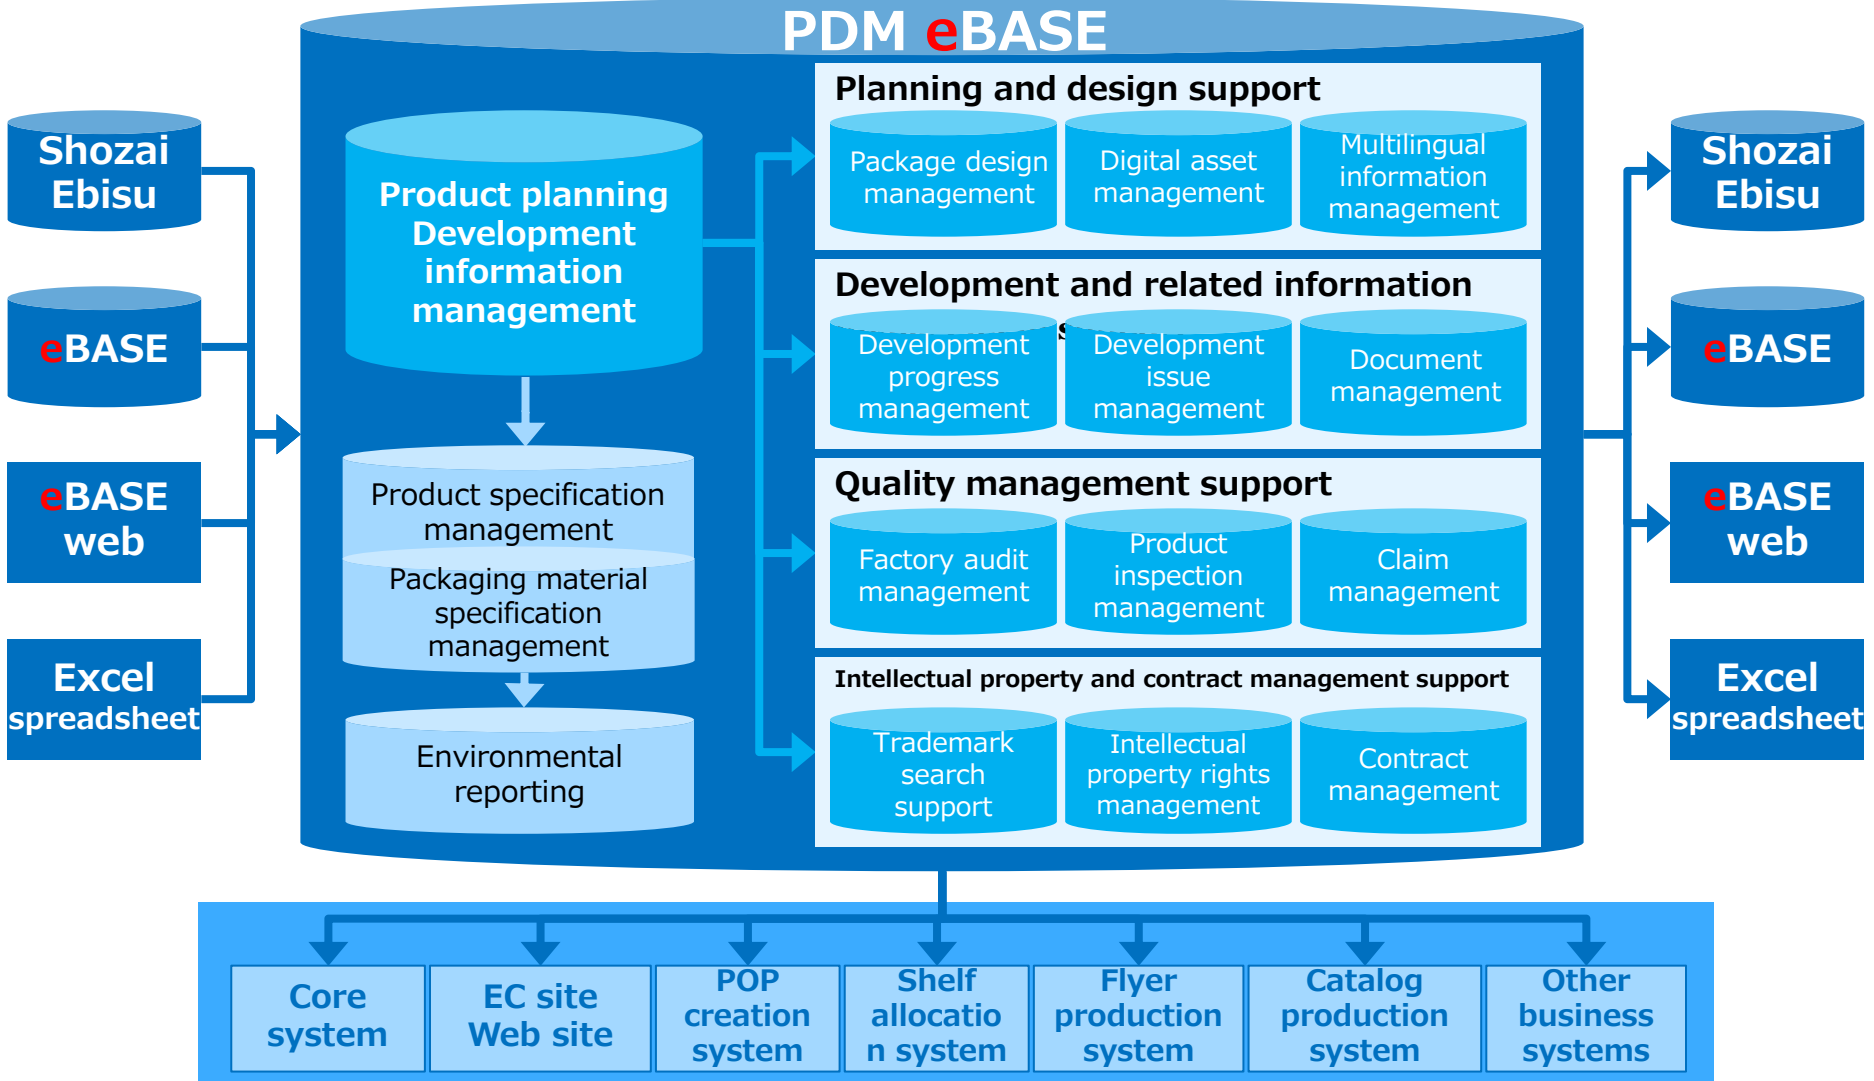 PDM eBASE
Shozai
Ebisu
eBASE
eBASE
web
Excel
spreadsheet
Product planning
Development
information
management
Product specification
management
Packaging material
specification
management
Environmental
reporting
Planning and design support
Package design
management
Digital asset
management
Multilingual
information
management
Development and related information
Development
progress
management
Development
issue
management
Document
management
Quality management support
Factory audit
management
Product
inspection
management
Claim
management
Intellectual property and contract management support
Trademark
search
support
Intellectual
property rights
management
Contract
management
Shozai
Ebisu
eBASE
eBASE
web
Excel
spreadsheet
Core
system
EC site
Web site
POP
creation
system
Shelf
allocatio
n system
Flyer
production
system
Catalog
production
system
Other
business
systems